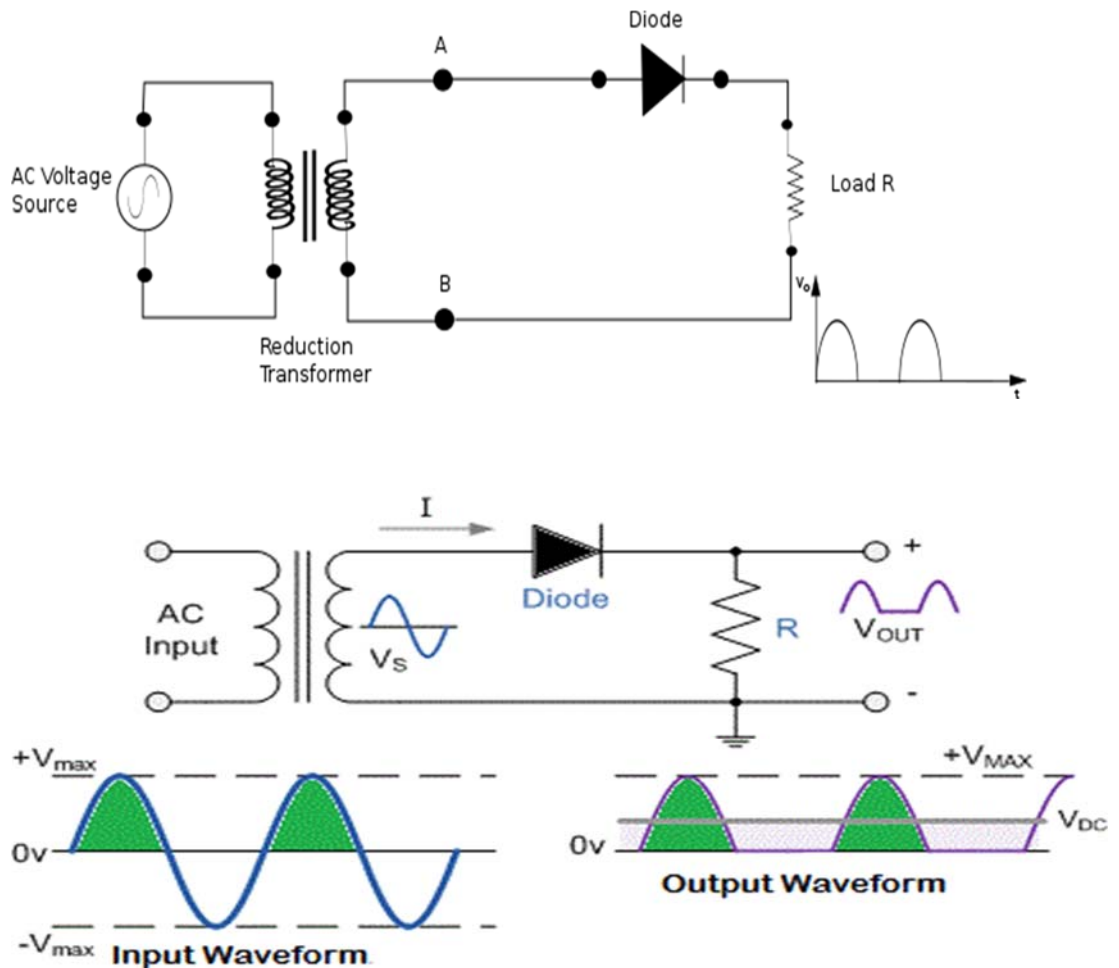 Diode
A
AC Voltage
Source
Load R
B
Vo
Reduction
Transformer
t
I
Diode
AC
Input
VS
R
VOUT
+
-
+Vmax
0v
-Vmax
Input Waveform
+VMAX
VDC
0v
Output Waveform